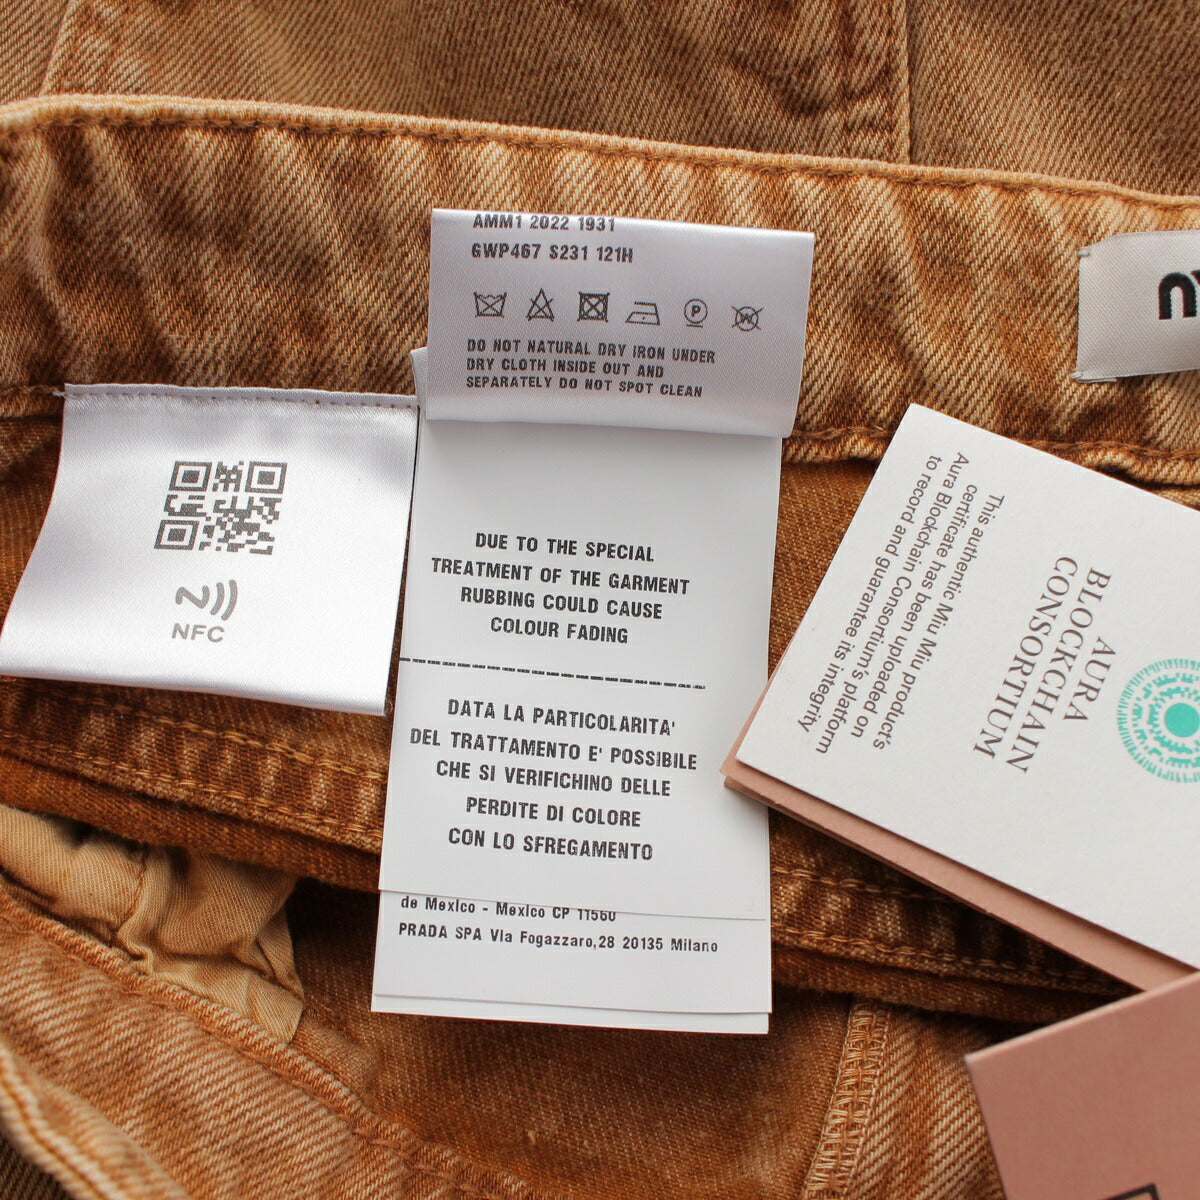 AMM1 2022 1931
GWP467 S231 121H
P
W
DO NOT NATURAL DRY IRON UNDER
DRY CLOTH INSIDE OUT AND
SEPARATELY DO NOT SPOT CLEAN
NFC
DUE TO THE SPECIAL
TREATMENT OF THE GARMENT
RUBBING COULD CAUSE
COLOUR FADING
DATA LA PARTICOLARITA'
DEL TRATTAMENTO E' POSSIBILE
CHE SI VERIFICHINO DELLE
PERDITE DI COLORE
CON LO SFREGAMENTO
de Mexico - Mexico CP 11560
PRADA SPA Via Fogazzaro,28 20135 Milano
AURA
BLOCKCHAIN
CONSORTIUM
This authentic Miu Miu product's
certificate has been uploaded on
Aura Blockchain Consortium's platform
to record and guarantee its integrity